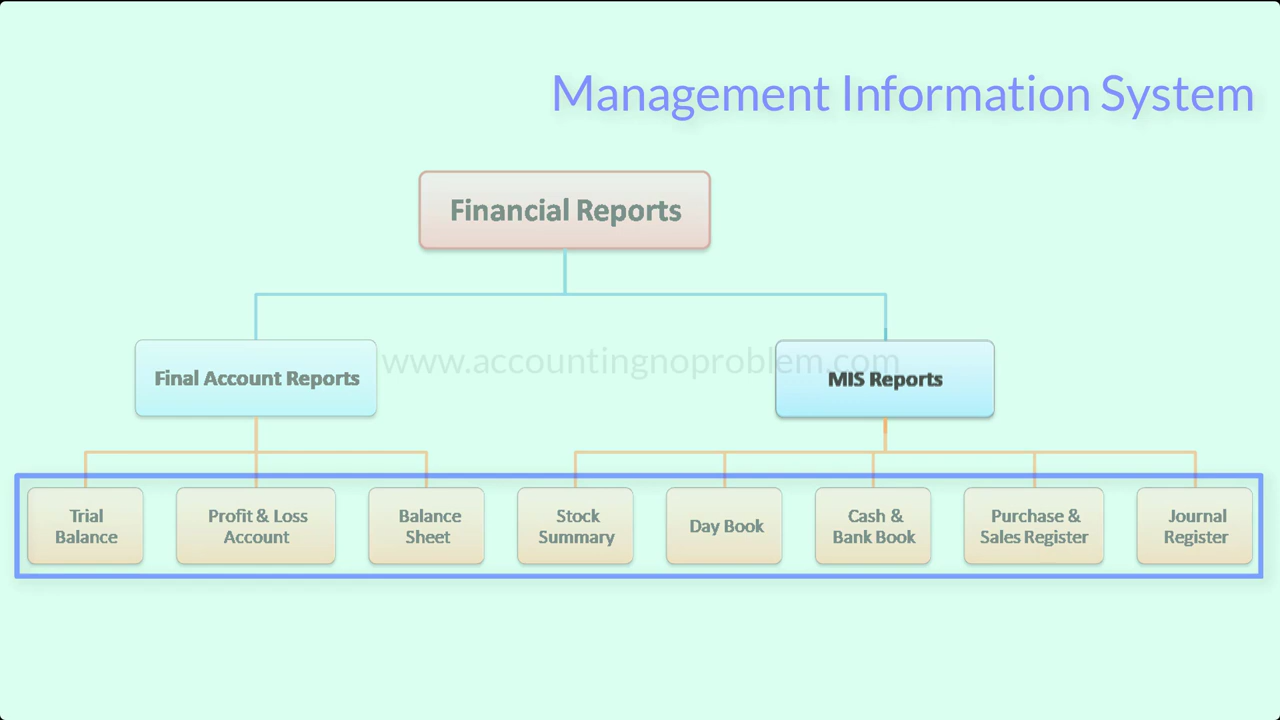 Management Information System
Financial Reports
Final Account Reports
www.accountingnoproblem.com
MIS Reports
Trial
Balance
Profit & Loss
Account
Balance
Sheet
Stock
Summary
Day Book
Cash &
Bank Book
Purchase &
Sales Register
Journal
Register